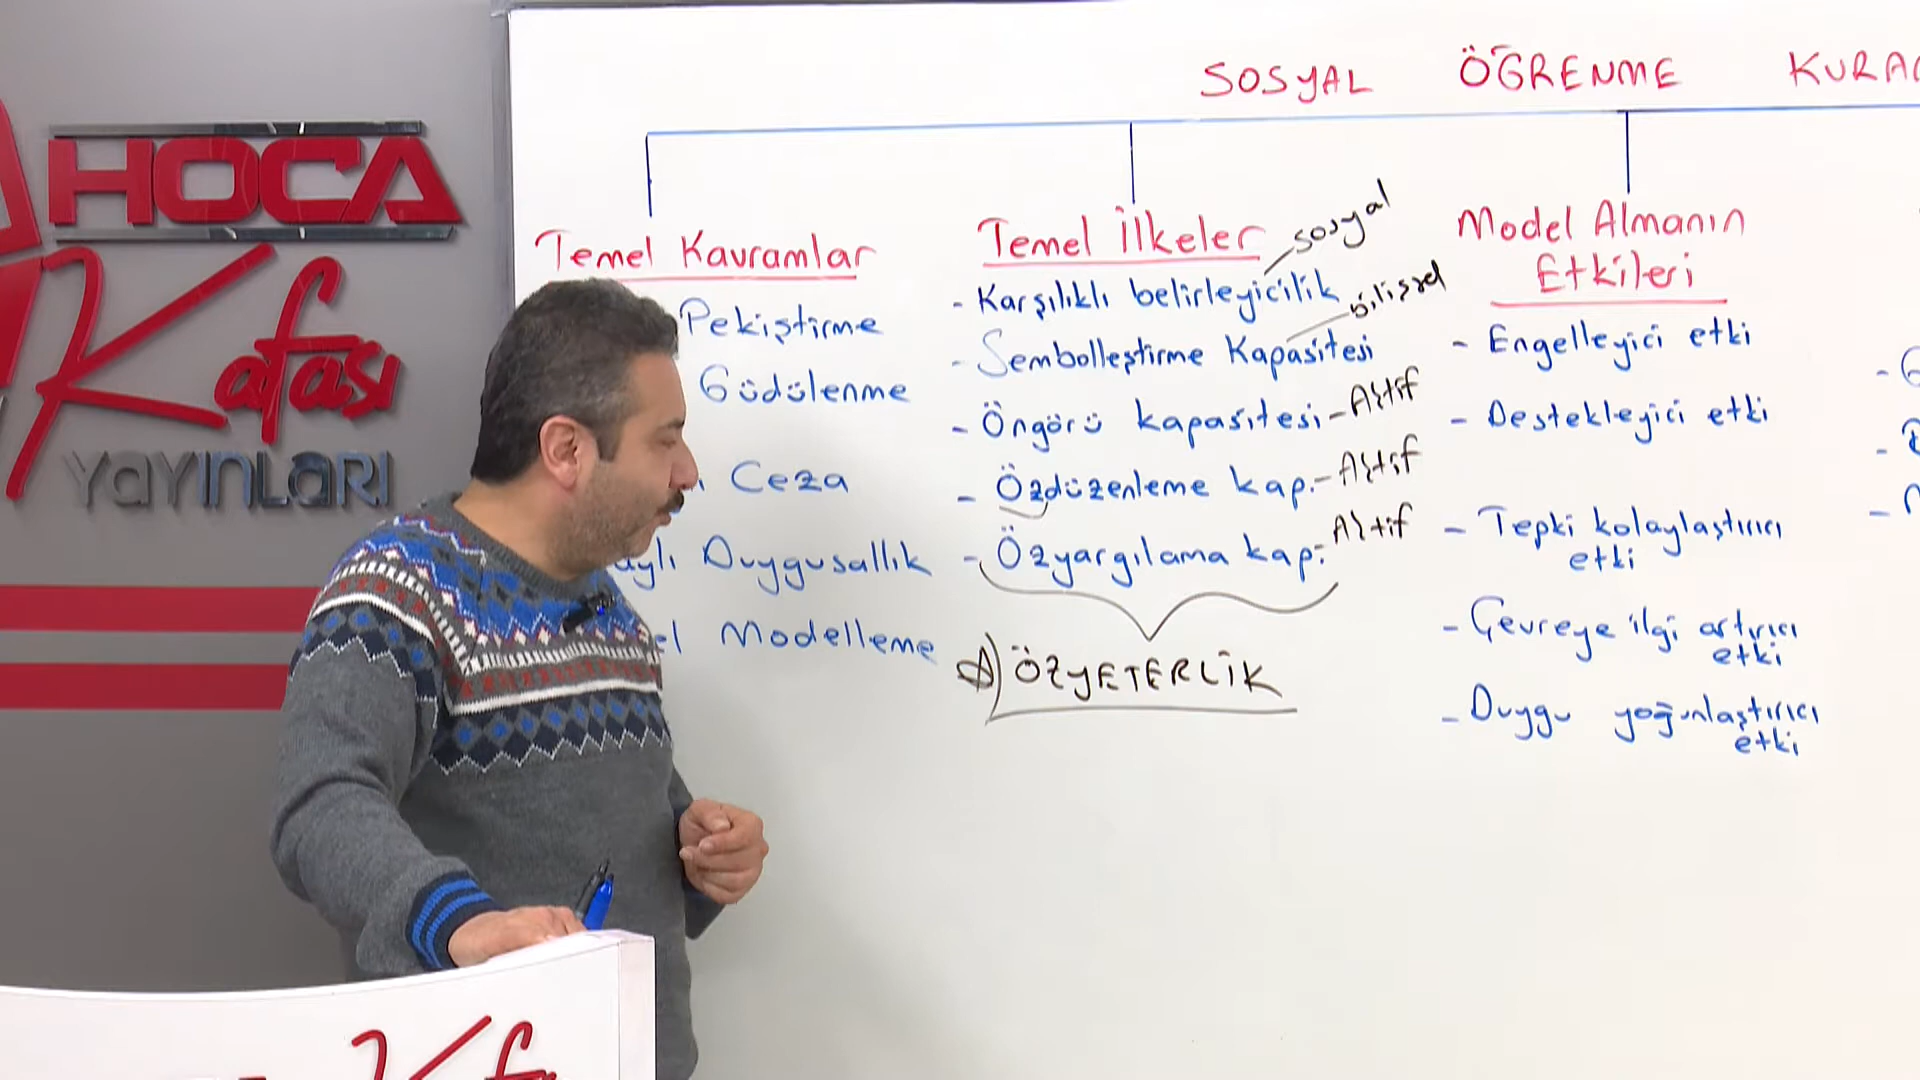 HOCA
Kafası
YAYINLARI
SOSYAL ÖĞRENME
Temel Kavramlar
Pekiştirme
Güdülenme
Ceza
Duygusallık
Modelleme
Temel İlkeler
sosyal
- Karşılıklı belirleyicilik
bilişsel
- Sembolleştirme Kapasitesi
- Öngörü kapasitesi - Aktif
- Özdüzenleme kap. - Aktif
- Özyargılama kap. - Aktif
ÖZYETERLİK
Model Almanın
Etkileri
- Engelleyici etki
- Destekleyici etki
- Tepki kolaylaştırıcı
etki
- Çevreye ilgi artırıcı
etki
- Duygu yoğunlaştırıcı
etki